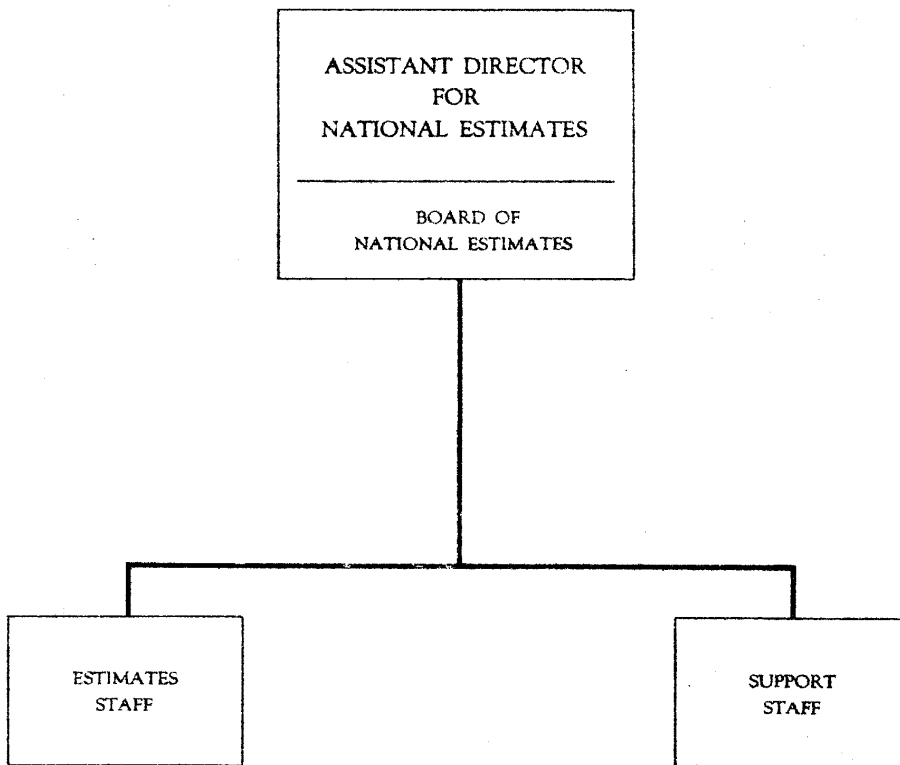 ASSISTANT DIRECTOR
FOR
NATIONAL ESTIMATES
BOARD OF
NATIONAL ESTIMATES
ESTIMATES
STAFF
SUPPORT
STAFF